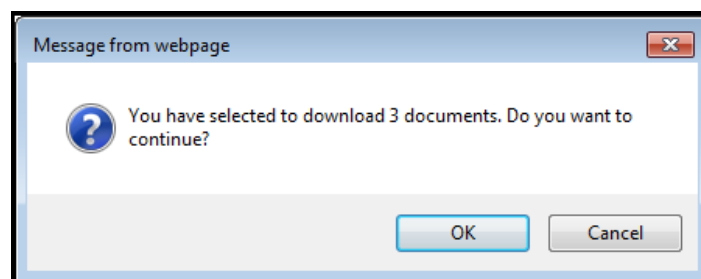 Message from webpage
You have selected to download 3 documents. Do you want to
continue?
OK
Cancel